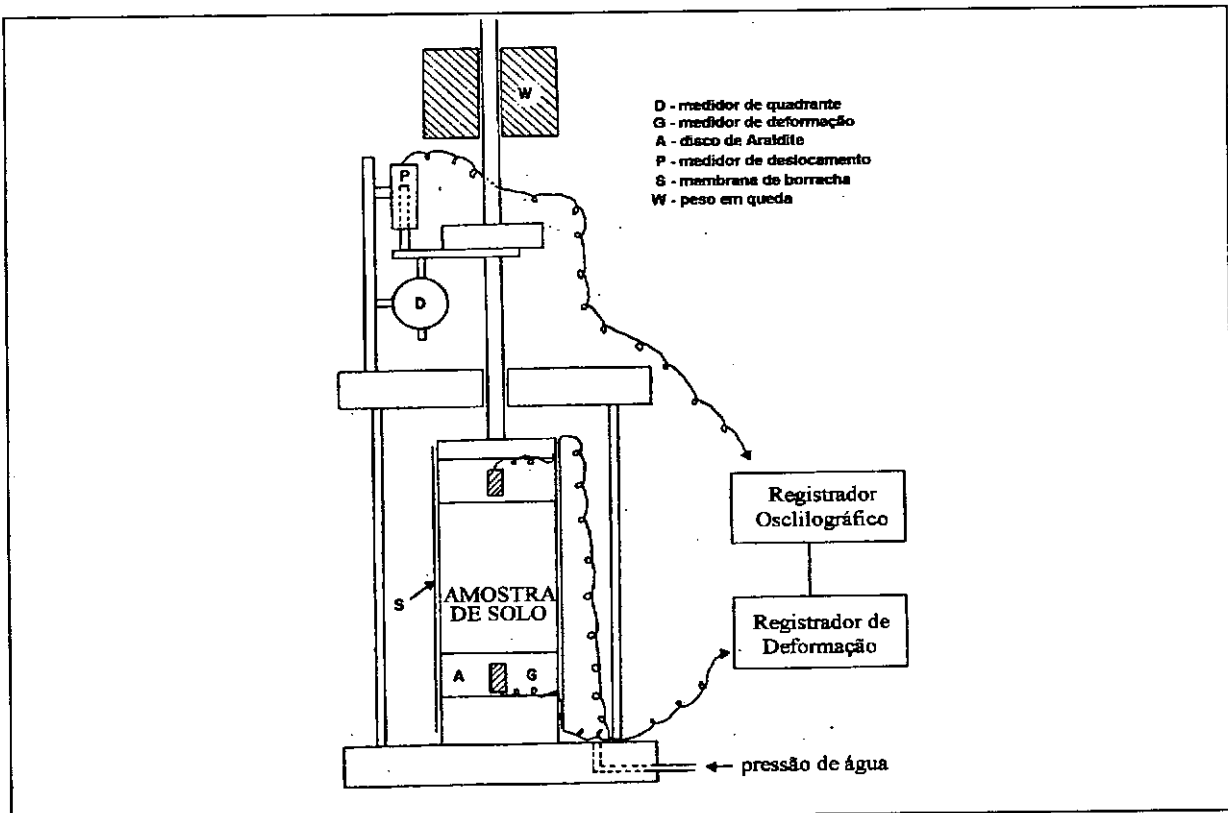 W
D - medidor de quadrante
G - medidor de deformação
A - disco de Araldite
P - medidor de deslocamento
S - membrana de borracha
W - peso em queda
P
D
Registrador
Osclilográfico
S
AMOSTRA
DE SOLO
Registrador de
Deformação
A
G
pressão de água